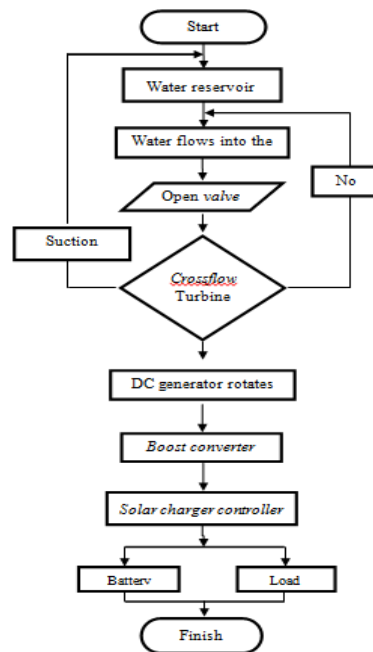 Start
Water reservoir
Water flows into the
Open valve
No
Suction
Crossflow
Turbine
DC generator rotates
Boost converter
Solar charger controller
Battery
Load
Finish